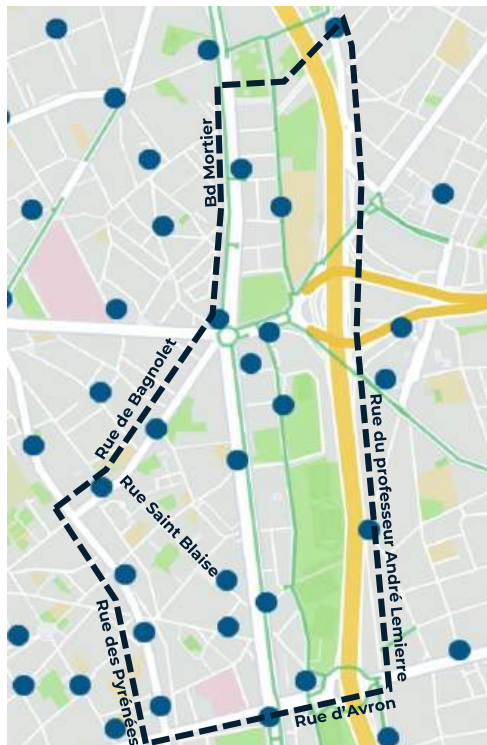 Bd Mortier
Rue de Bagnolet
Rue Saint Blaise
Rue du professeur André Lemierre
Rue des Pyrénées
Rue d'Avron